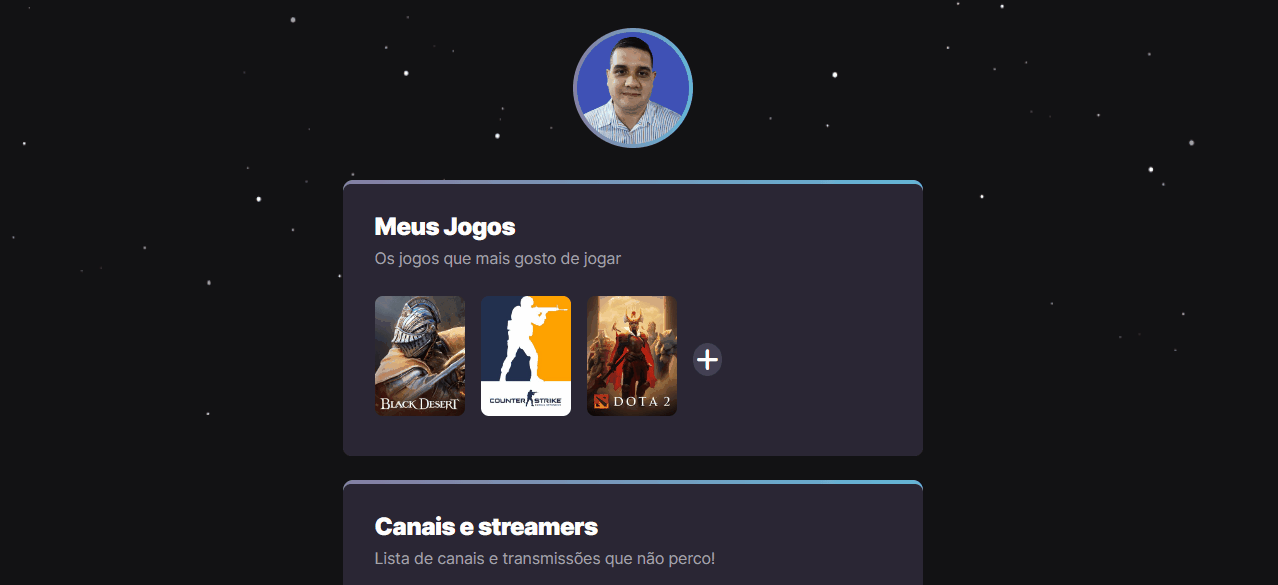 Meus Jogos
Os jogos que mais gosto de jogar
BLACK DESERT
COUNTER STRIKE
DOTA 2
Canais e streamers
Lista de canais e transmissões que não perco!